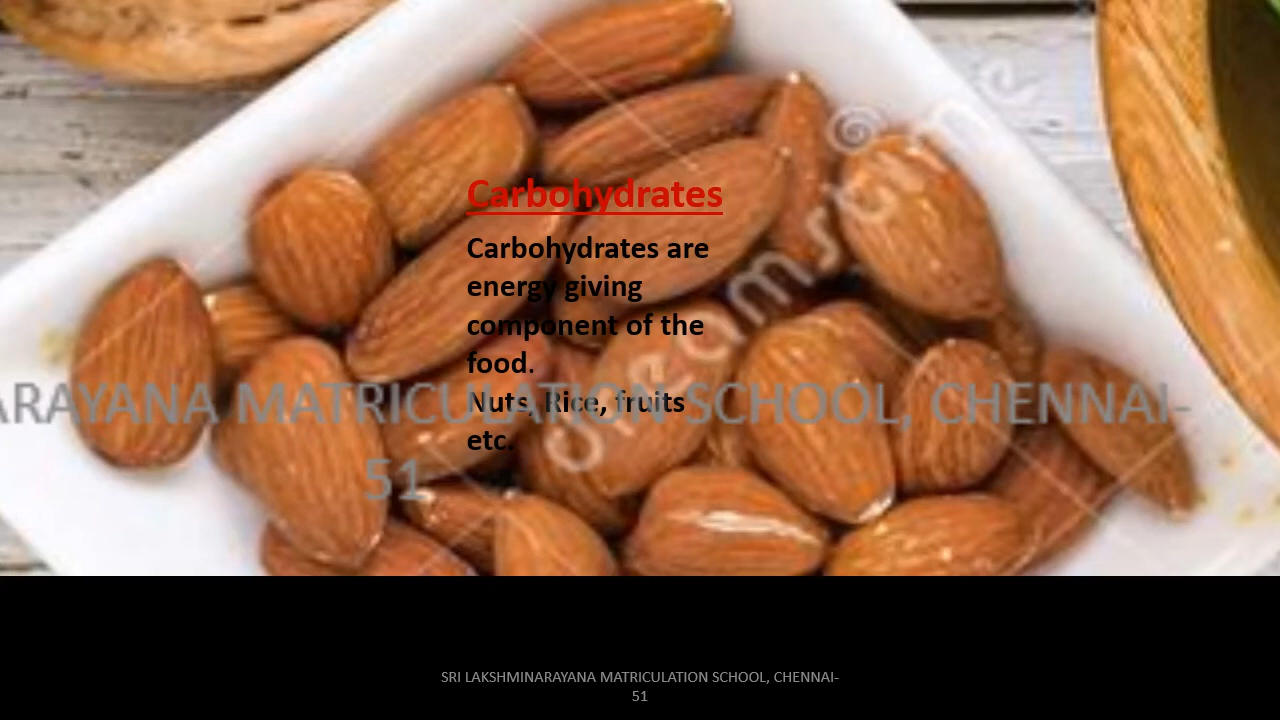 Carbohydrates
Carbohydrates are
energy giving
component of the
food.
Nuts, Rice, fruits
etc.
ARAYANA MATRICULATION SCHOOL, CHENNAI-
51
dreamstime
SRI LAKSHMINARAYANA MATRICULATION SCHOOL, CHENNAI-
51